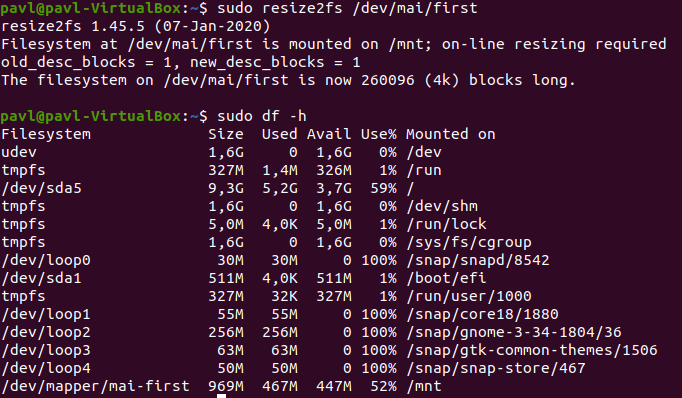 pavl@pavl-VirtualBox:~$ sudo resize2fs /dev/mai/first
resize2fs 1.45.5 (07-Jan-2020)
Filesystem at /dev/mai/first is mounted on /mnt; on-line resizing required
old_desc_blocks = 1, new_desc_blocks = 1
The filesystem on /dev/mai/first is now 260096 (4k) blocks long.

pavl@pavl-VirtualBox:~$ sudo df -h
Filesystem             Size  Used Avail Use% Mounted on
udev                   1,6G     0  1,6G   0% /dev
tmpfs                  327M  1,4M  326M   1% /run
/dev/sda5              9,3G  5,2G  3,7G  59% /
tmpfs                  1,6G     0  1,6G   0% /dev/shm
tmpfs                  5,0M  4,0K  5,0M   1% /run/lock
tmpfs                  1,6G     0  1,6G   0% /sys/fs/cgroup
/dev/loop0              30M   30M     0 100% /snap/snapd/8542
/dev/sda1              511M  4,0K  511M   1% /boot/efi
tmpfs                  327M   32K  327M   1% /run/user/1000
/dev/loop1              55M   55M     0 100% /snap/core18/1880
/dev/loop2             256M  256M     0 100% /snap/gnome-3-34-1804/36
/dev/loop3              63M   63M     0 100% /snap/gtk-common-themes/1506
/dev/loop4              50M   50M     0 100% /snap/snap-store/467
/dev/mapper/mai-first  969M  467M  447M  52% /mnt